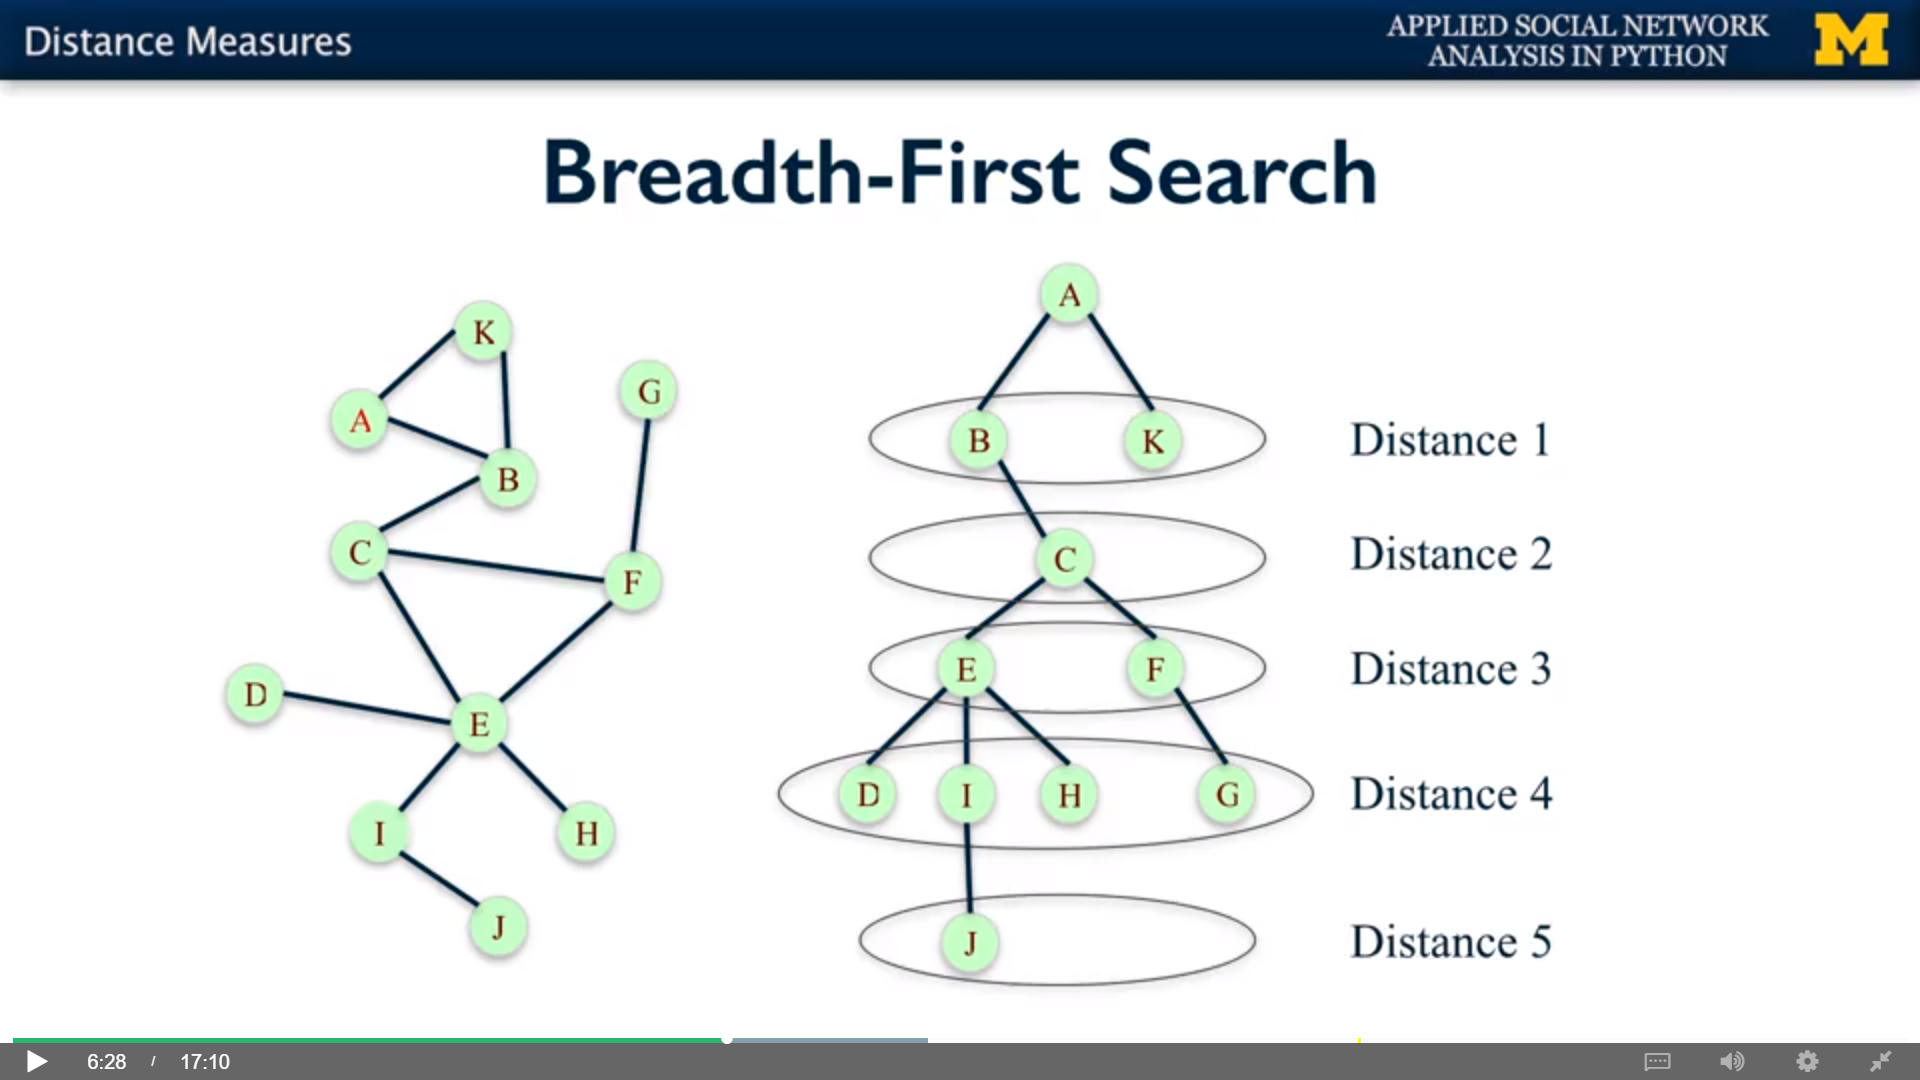 Distance Measures
APPLIED SOCIAL NETWORK
ANALYSIS IN PYTHON
M
Breadth-First Search
K
A
G
B
C
F
D
E
I
H
J
A
B K Distance 1
C Distance 2
E F Distance 3
D I H G Distance 4
J Distance 5
6:28 / 17:10